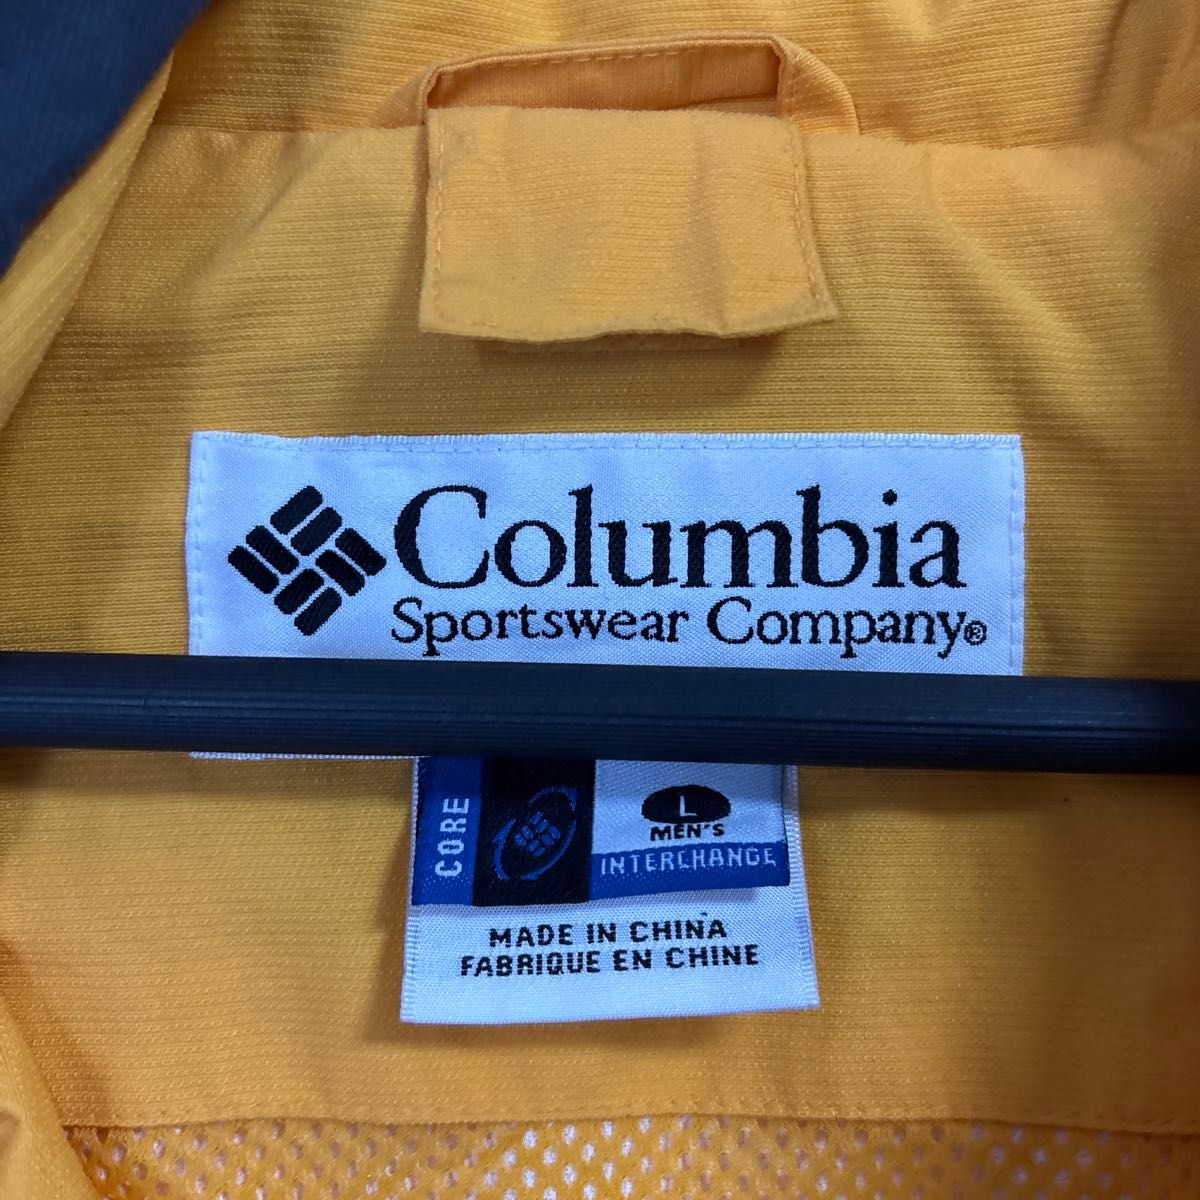 Columbia
Sportswear Company®
CORE
L
MEN'S
INTERCHANGE
MADE IN CHINA
FABRIQUE EN CHINE